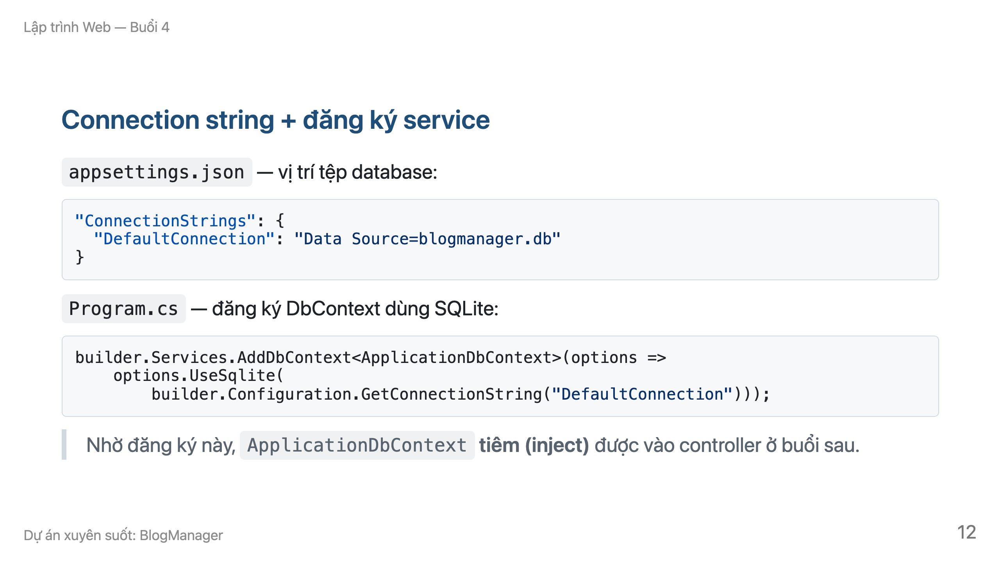 Lập trình Web — Buổi 4
Connection string + đăng ký service
appsettings.json — vị trí tệp database:
"ConnectionStrings": {
  "DefaultConnection": "Data Source=blogmanager.db"
}
Program.cs — đăng ký DbContext dùng SQLite:
builder.Services.AddDbContext<ApplicationDbContext>(options =>
    options.UseSqlite(
        builder.Configuration.GetConnectionString("DefaultConnection")));
Nhờ đăng ký này, ApplicationDbContext tiêm (inject) được vào controller ở buổi sau.
Dự án xuyên suốt: BlogManager
12